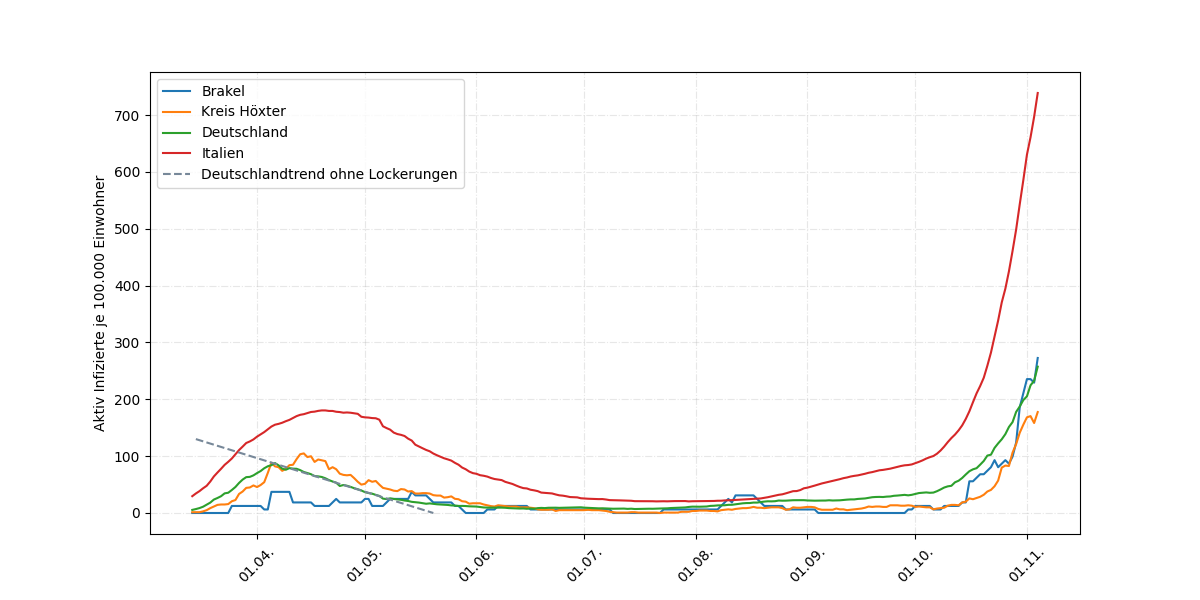 Brakel
Kreis Höxter
Deutschland
Italien
Deutschlandtrend ohne Lockerungen
Aktiv Infizierte je 100.000 Einwohner
700
600
500
400
300
200
100
0
01.04.
01.05.
01.06.
01.07.
01.08.
01.09.
01.10.
01.11.